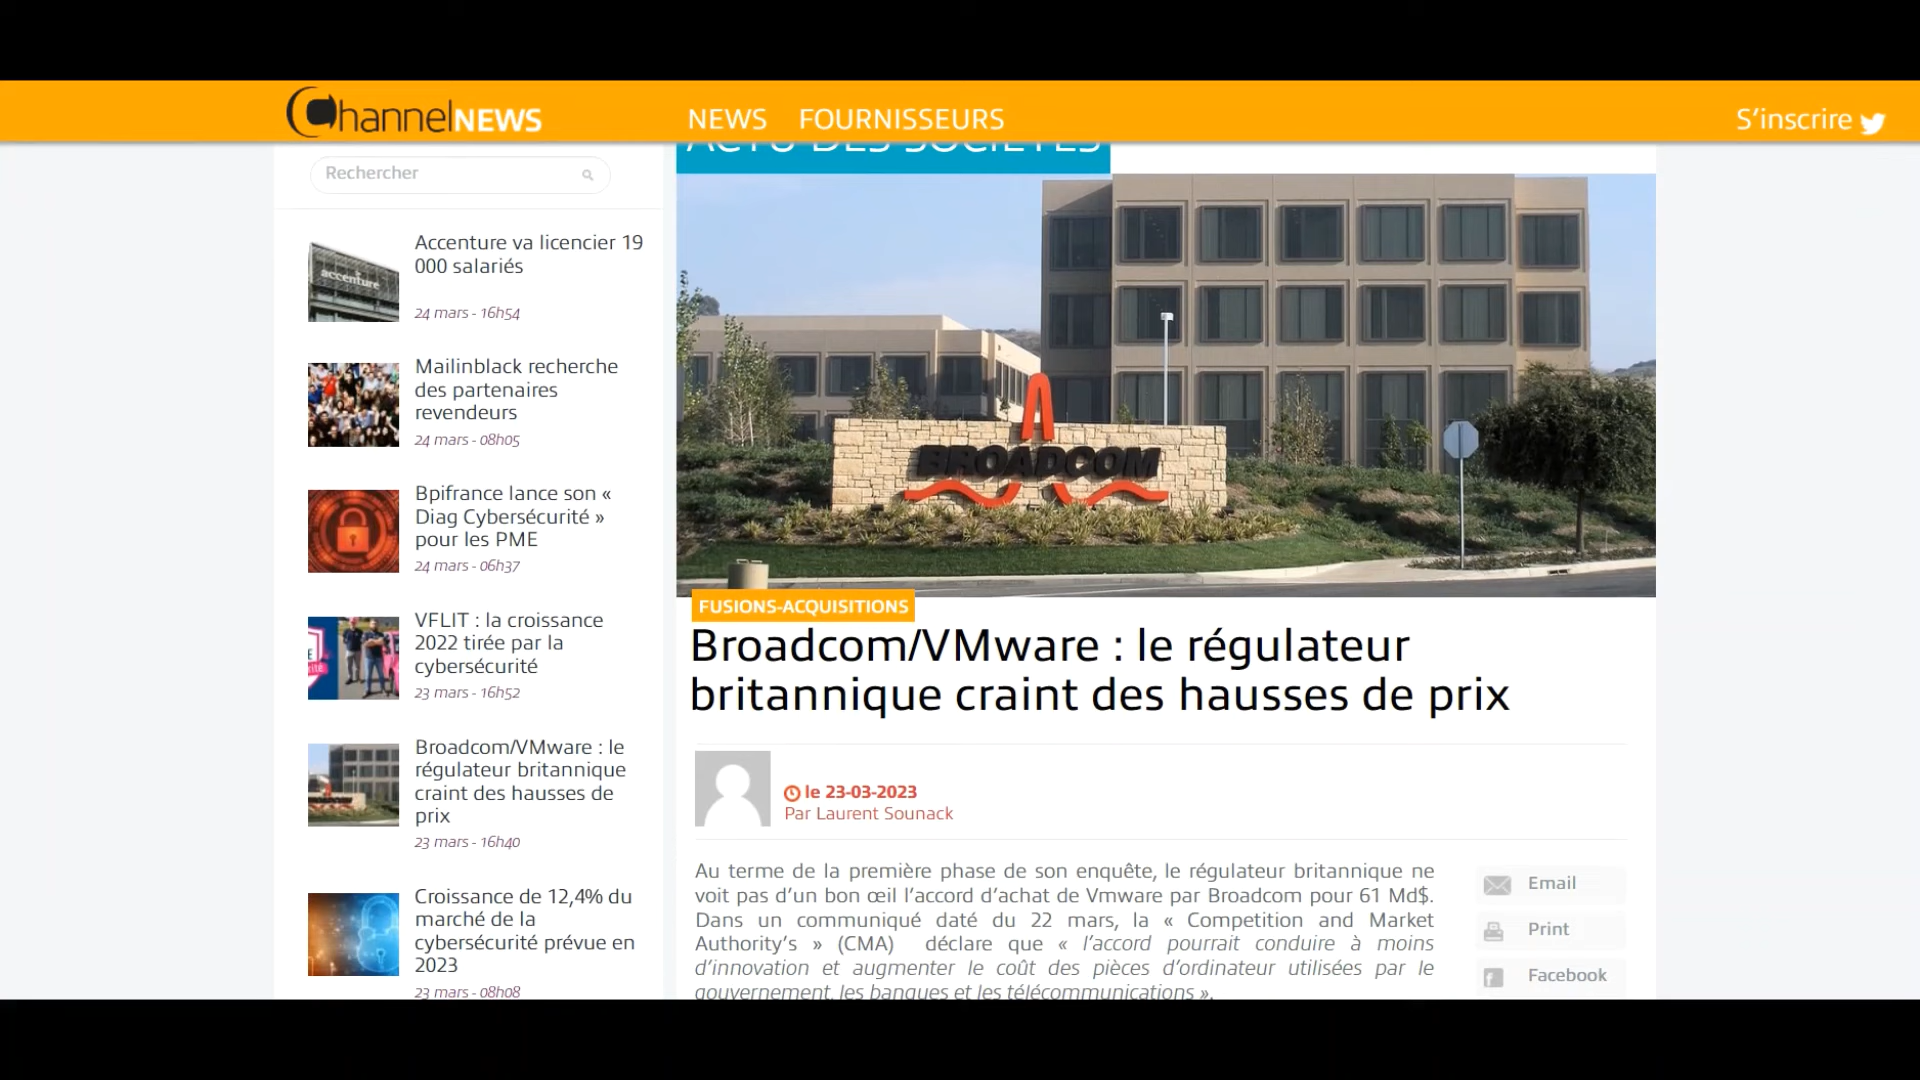 ChannelNEWS
NEWS
FOURNISSEURS
S'inscrire
ACTU DES SOCIÉTÉS
Rechercher
Accenture va licencier 19
000 salariés
24 mars - 16h54
Mailinblack recherche
des partenaires
revendeurs
24 mars - 08h05
Bpifrance lance son «
Diag Cybersécurité »
pour les PME
24 mars - 06h37
VFLIT : la croissance
2022 tirée par la
cybersécurité
23 mars - 16h52
Broadcom/VMware : le
régulateur britannique
craint des hausses de
prix
23 mars - 16h40
Croissance de 12,4% du
marché de la
cybersécurité prévue en
2023
23 mars - 08h08
accenture
BROADCOM
FUSIONS-ACQUISITIONS
Broadcom/VMware : le régulateur
britannique craint des hausses de prix
le 23-03-2023
Par Laurent Sounack
Au terme de la première phase de son enquête, le régulateur britannique ne
voit pas d'un bon œil l'accord d'achat de Vmware par Broadcom pour 61 Md$.
Dans un communiqué daté du 22 mars, la « Competition and Market
Authority's » (CMA) déclare que « l'accord pourrait conduire à moins
d'innovation et augmenter le coût des pièces d'ordinateur utilisées par le
gouvernement, les banques et les télécommunications ».
Email
Print
Facebook